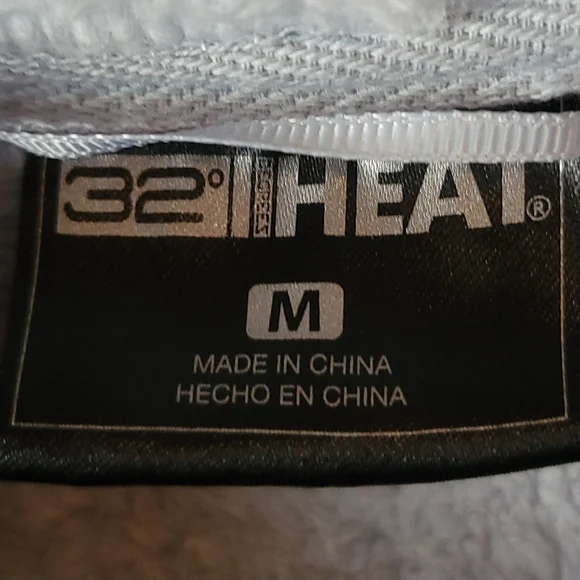 32° DEGREES HEAT®
M
MADE IN CHINA
HECHO EN CHINA